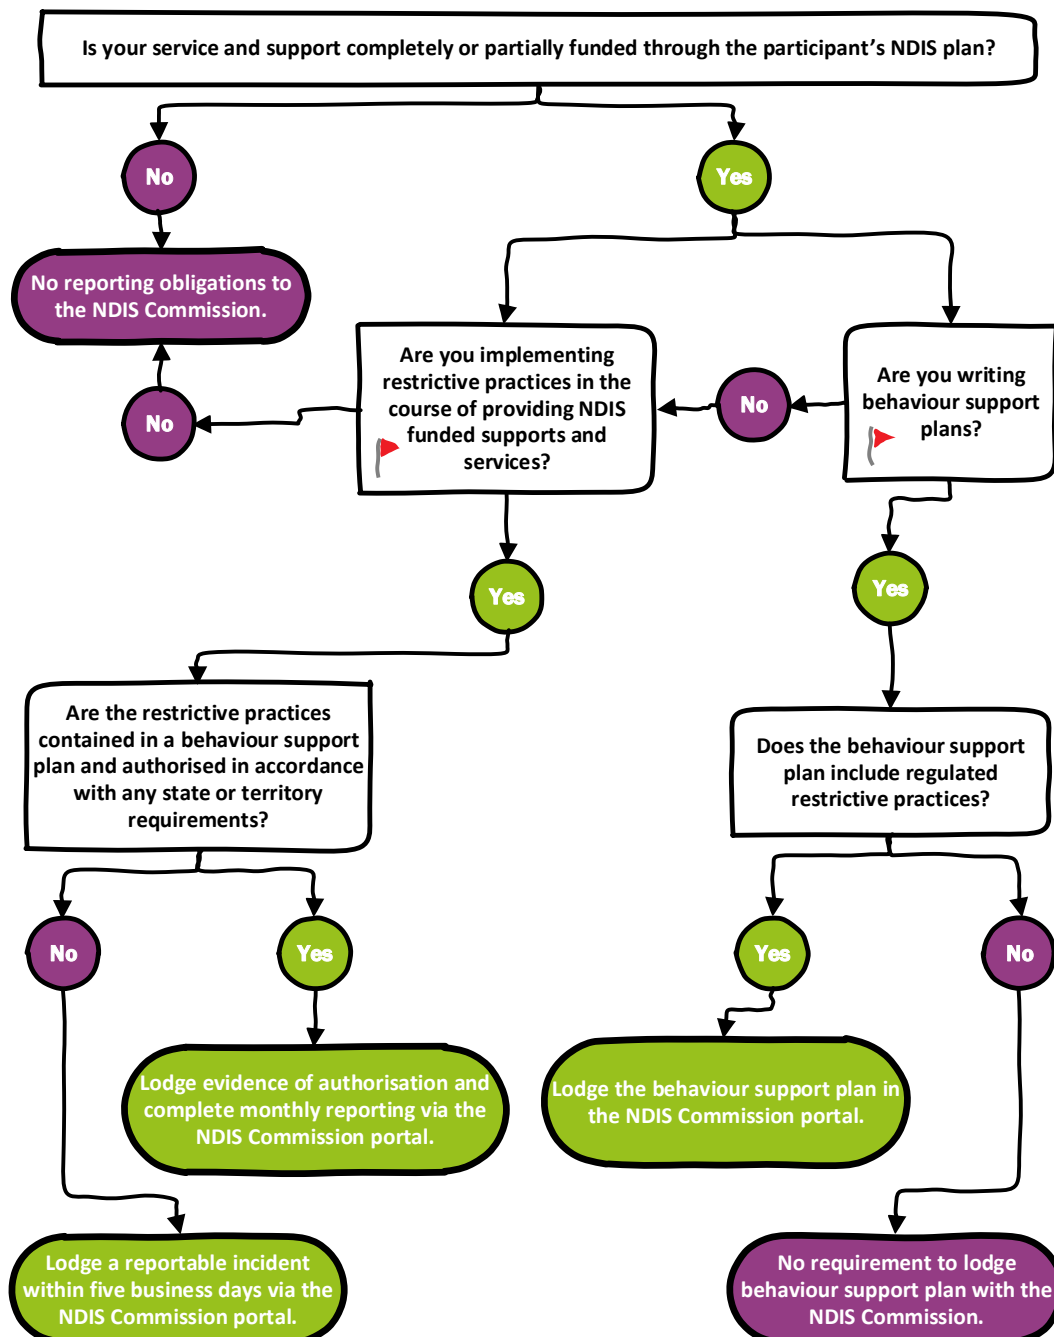 Is your service and support completely or partially funded through the participant's NDIS plan?
No
Yes
No reporting obligations to
the NDIS Commission.
Are you implementing
restrictive practices in the
course of providing NDIS
funded supports and
services?
No
Are you writing
behaviour support
plans?
No
Yes
Yes
Are the restrictive practices
contained in a behaviour support
plan and authorised in accordance
with any state or territory
requirements?
Does the behaviour support
plan include regulated
restrictive practices?
No
Yes
Yes
No
Lodge evidence of authorisation and
complete monthly reporting via the
NDIS Commission portal.
Lodge the behaviour support plan in
the NDIS Commission portal.
Lodge a reportable incident
within five business days via the
NDIS Commission portal.
No requirement to lodge
behaviour support plan with the
NDIS Commission.